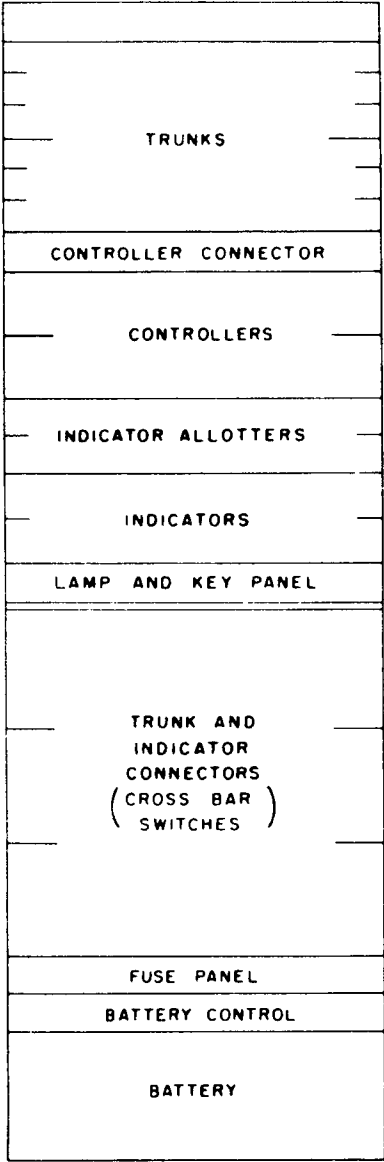 TRUNKS
CONTROLLER CONNECTOR
CONTROLLERS
INDICATOR ALLOTTERS
INDICATORS
LAMP AND KEY PANEL
TRUNK AND
INDICATOR
CONNECTORS
(CROSS BAR
SWITCHES)
FUSE PANEL
BATTERY CONTROL
BATTERY